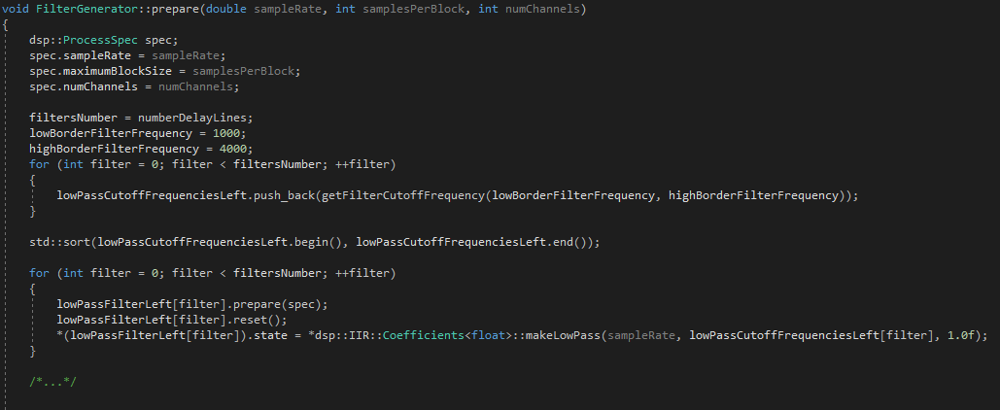 void FilterGenerator::prepare(double sampleRate, int samplesPerBlock, int numChannels)
{
    dsp::ProcessSpec spec;
    spec.sampleRate = sampleRate;
    spec.maximumBlockSize = samplesPerBlock;
    spec.numChannels = numChannels;

    filtersNumber = numberDelayLines;
    lowBorderFilterFrequency = 1000;
    highBorderFilterFrequency = 4000;
    for (int filter = 0; filter < filtersNumber; ++filter)
    {
        lowPassCutoffFrequenciesLeft.push_back(getFilterCutoffFrequency(lowBorderFilterFrequency, highBorderFilterFrequency));
    }

    std::sort(lowPassCutoffFrequenciesLeft.begin(), lowPassCutoffFrequenciesLeft.end());

    for (int filter = 0; filter < filtersNumber; ++filter)
    {
        lowPassFilterLeft[filter].prepare(spec);
        lowPassFilterLeft[filter].reset();
        *(lowPassFilterLeft[filter]).state = *dsp::IIR::Coefficients<float>::makeLowPass(sampleRate, lowPassCutoffFrequenciesLeft[filter], 1.0f);
    }

    /*...*/